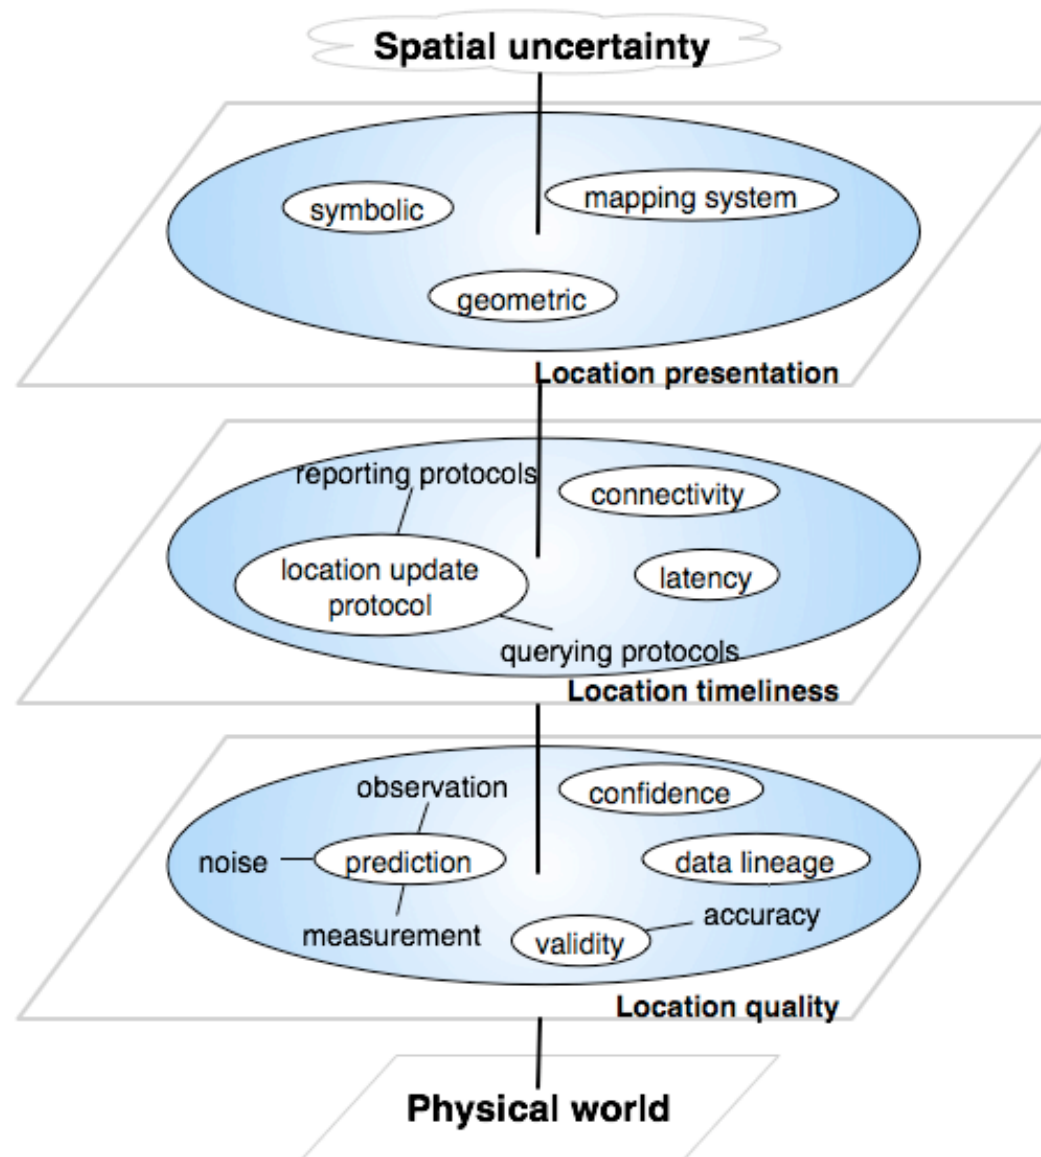 Spatial uncertainty
symbolic
mapping system
geometric
Location presentation
reporting protocols
connectivity
location update
protocol
latency
querying protocols
Location timeliness
observation
confidence
noise
prediction
data lineage
measurement
validity
accuracy
Location quality
Physical world